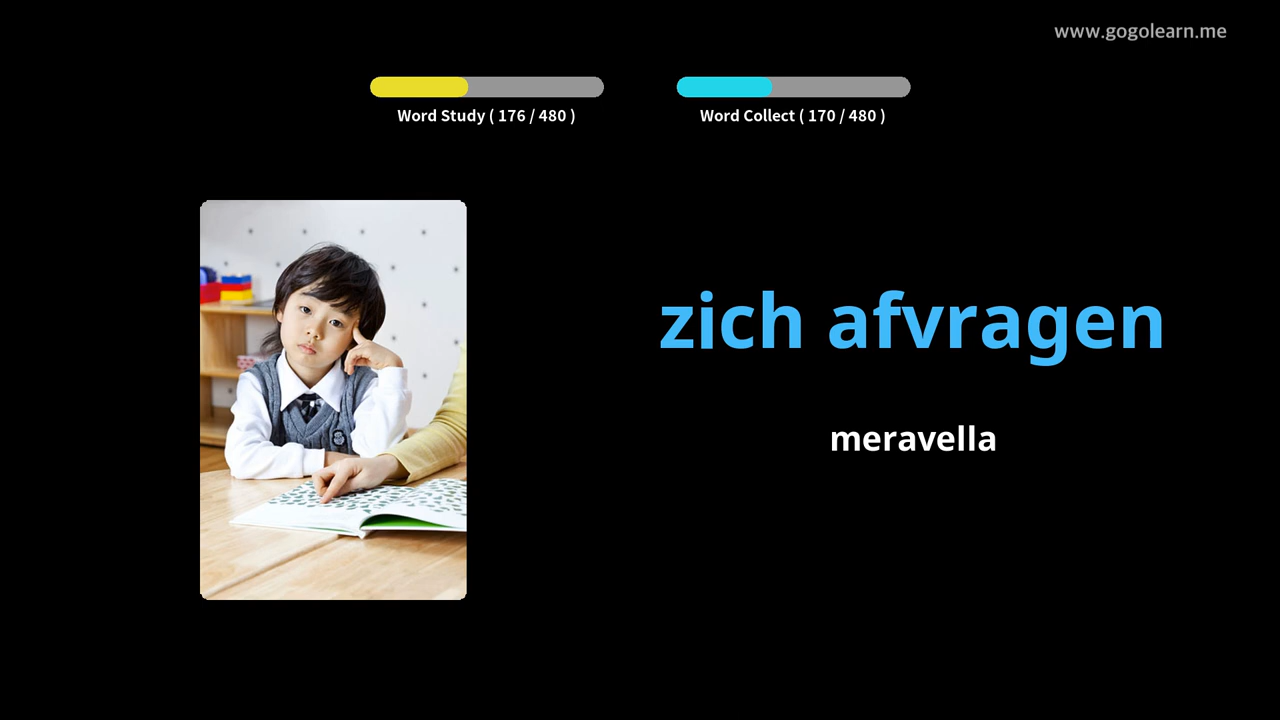 www.gogolearn.me
Word Study ( 176 / 480 )
Word Collect ( 170 / 480 )
zich afvragen
meravella